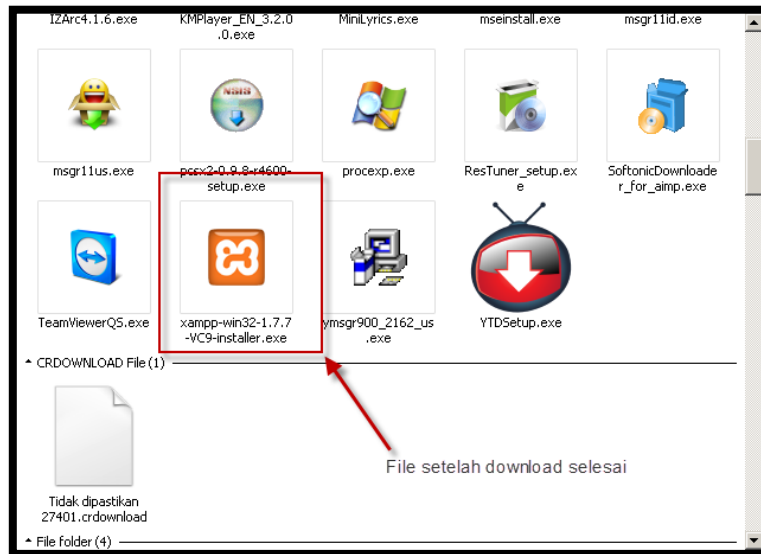 IZArc4.1.6.exe
KMPlayer_EN_3.2.0
.0.exe
MiniLyrics.exe
mseinstall.exe
msgr11id.exe
NSIS
msgr11us.exe
pcsx2-0.9.8-r4600-
setup.exe
procexp.exe
ResTuner_setup.ex
e
SoftonicDownloade
r_for_aimp.exe
TeamViewerQS.exe
xampp-win32-1.7.7
-VC9-installer.exe
ymsgr900_2162_us
.exe
YTDSetup.exe
CRDOWNLOAD File (1)
File setelah download selesai
Tidak dipastikan
27401.crdownload
File folder (4)